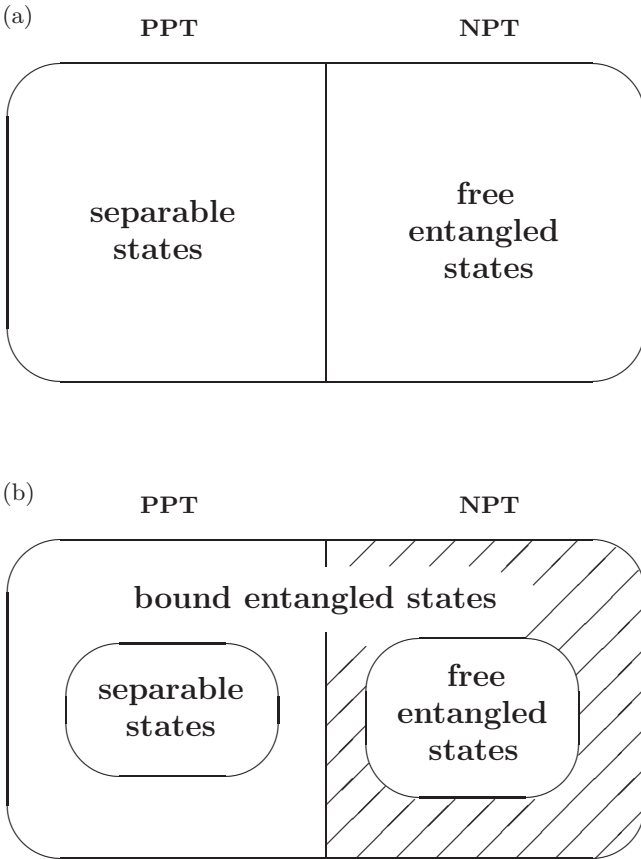 (a)
PPT NPT
separable
states
free
entangled
states
(b)
PPT NPT
bound entangled states
separable
states
free
entangled
states